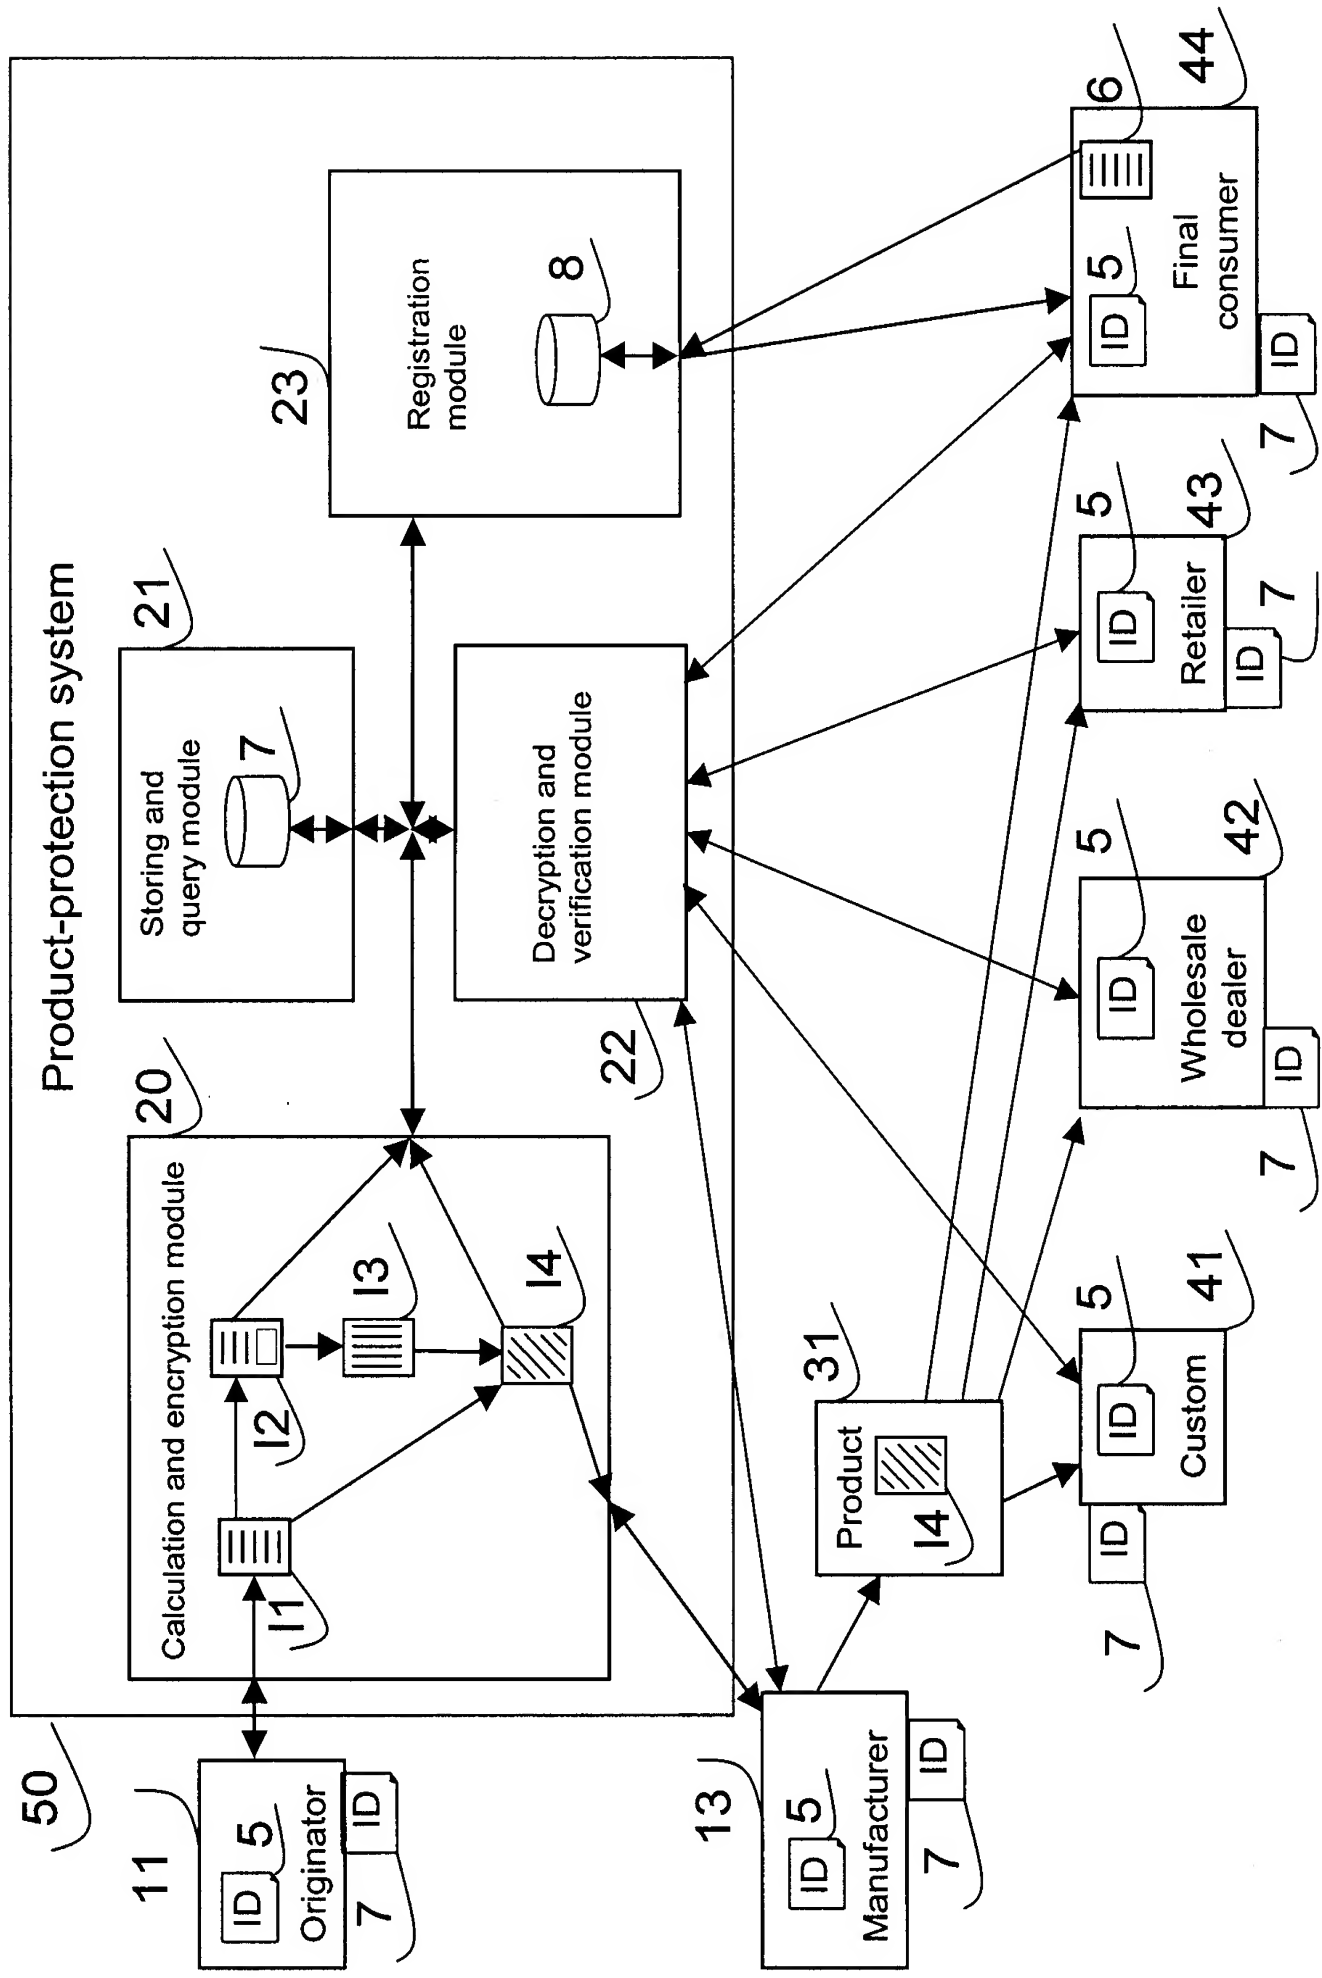 Product-protection system
50
20
21
23
Calculation and encryption module
I1
I2
I3
I4
Storing and
query module
7
Decryption and
verification module
22
Registration
module
8
11
ID
5
Originator
ID
7
13
ID
5
Manufacturer
ID
7
31
Product
I4
ID
5
Custom
41
ID
7
ID
5
Wholesale
dealer
42
ID
7
ID
5
Retailer
43
ID
7
ID
5
6
Final
consumer
44
ID
7